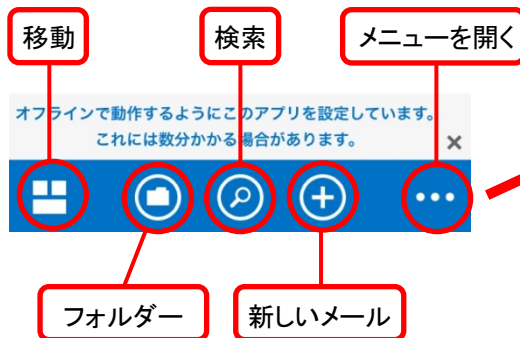 移動
検索
メニューを開く
オフラインで動作するようにこのアプリを設定しています。
これには数分かかる場合があります。
フォルダー
新しいメール